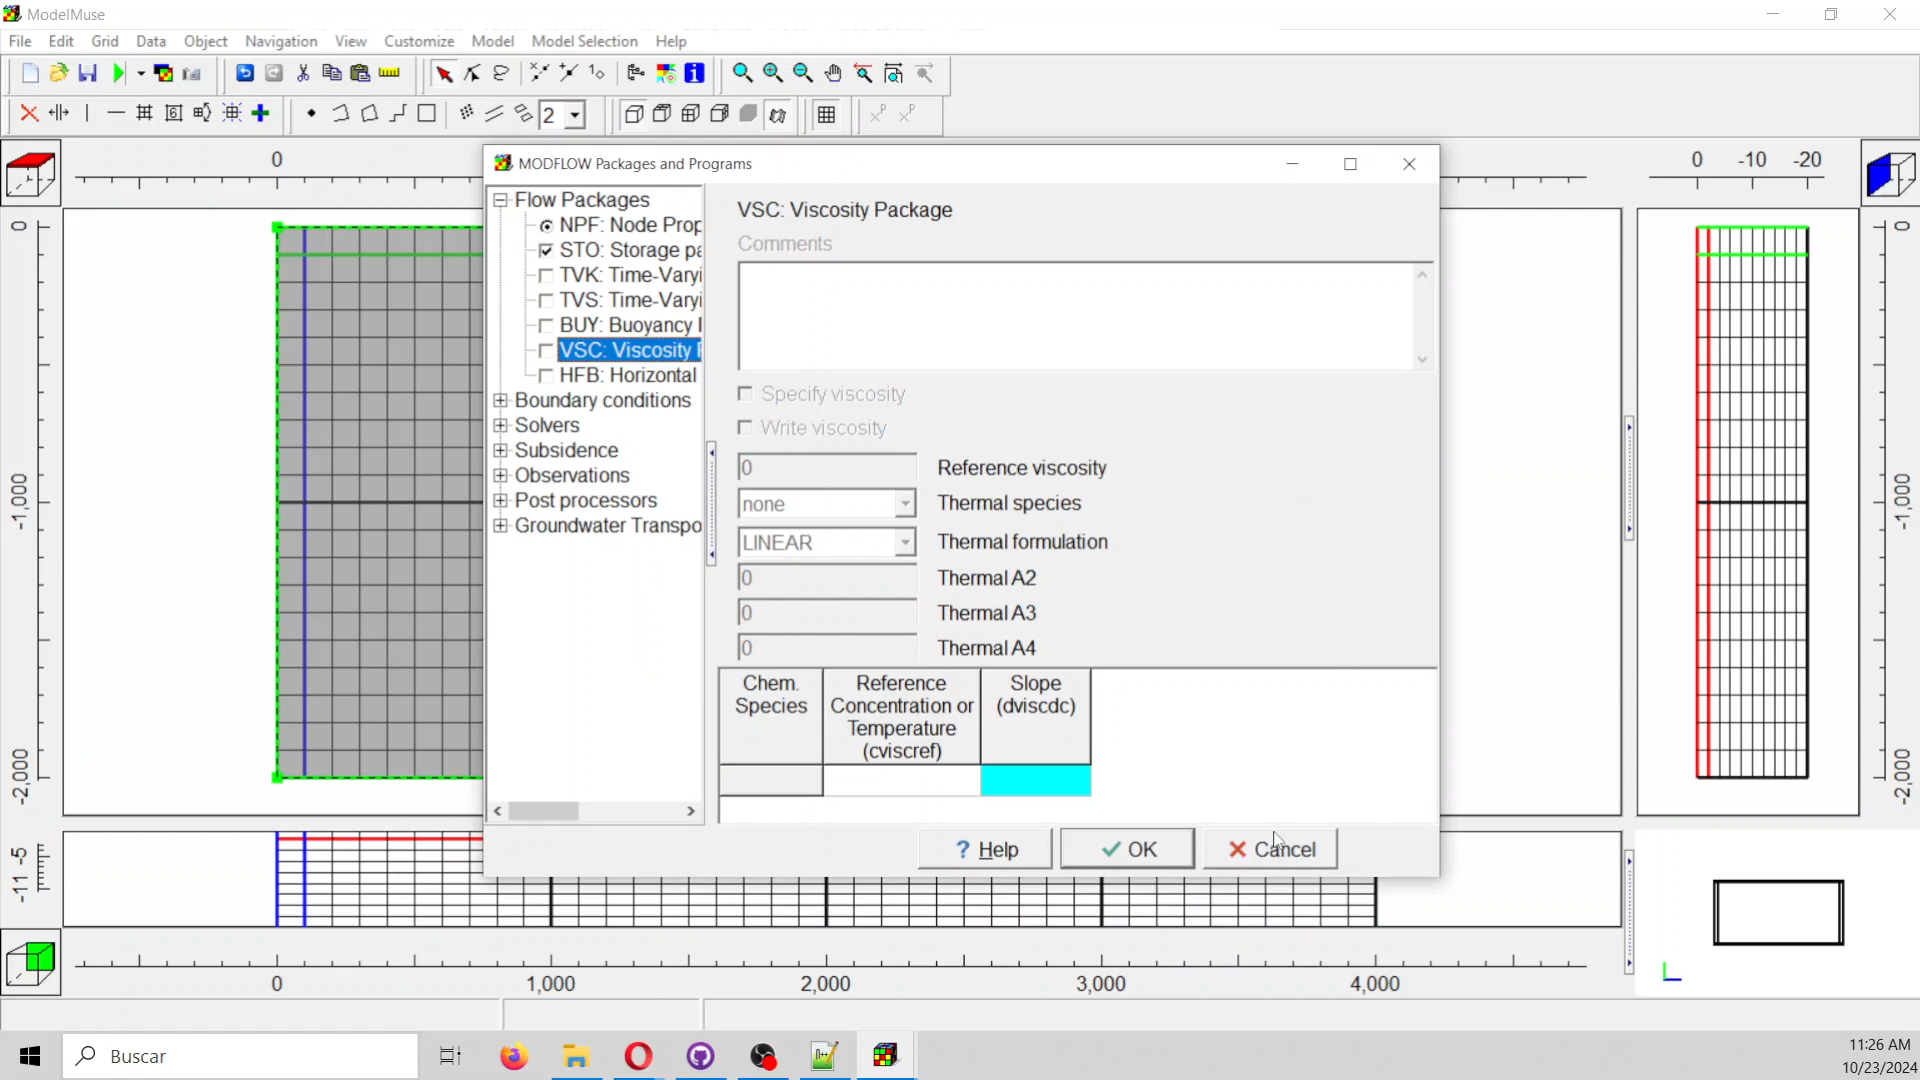 ModelMuse
File Edit Grid Data Object Navigation View Customize Model Model Selection Help
2
0
0 -10 -20
MODFLOW Packages and Programs
Flow Packages
NPF: Node Prop
STO: Storage pa
TVK: Time-Varyi
TVS: Time-Varyi
BUY: Buoyancy
VSC: Viscosity
HFB: Horizontal
Boundary conditions
Solvers
Subsidence
Observations
Post processors
Groundwater Transpo
VSC: Viscosity Package
Comments
Specify viscosity
Write viscosity
0 Reference viscosity
none Thermal species
LINEAR Thermal formulation
0 Thermal A2
0 Thermal A3
0 Thermal A4
Chem. Species
Reference Concentration or Temperature (cviscref)
Slope (dviscdc)
? Help
OK
Cancel
0
-1,000
-2,000
0
-1,000
-2,000
-11 -5
0 1,000 2,000 3,000 4,000
Buscar
11:26 AM
10/23/2024